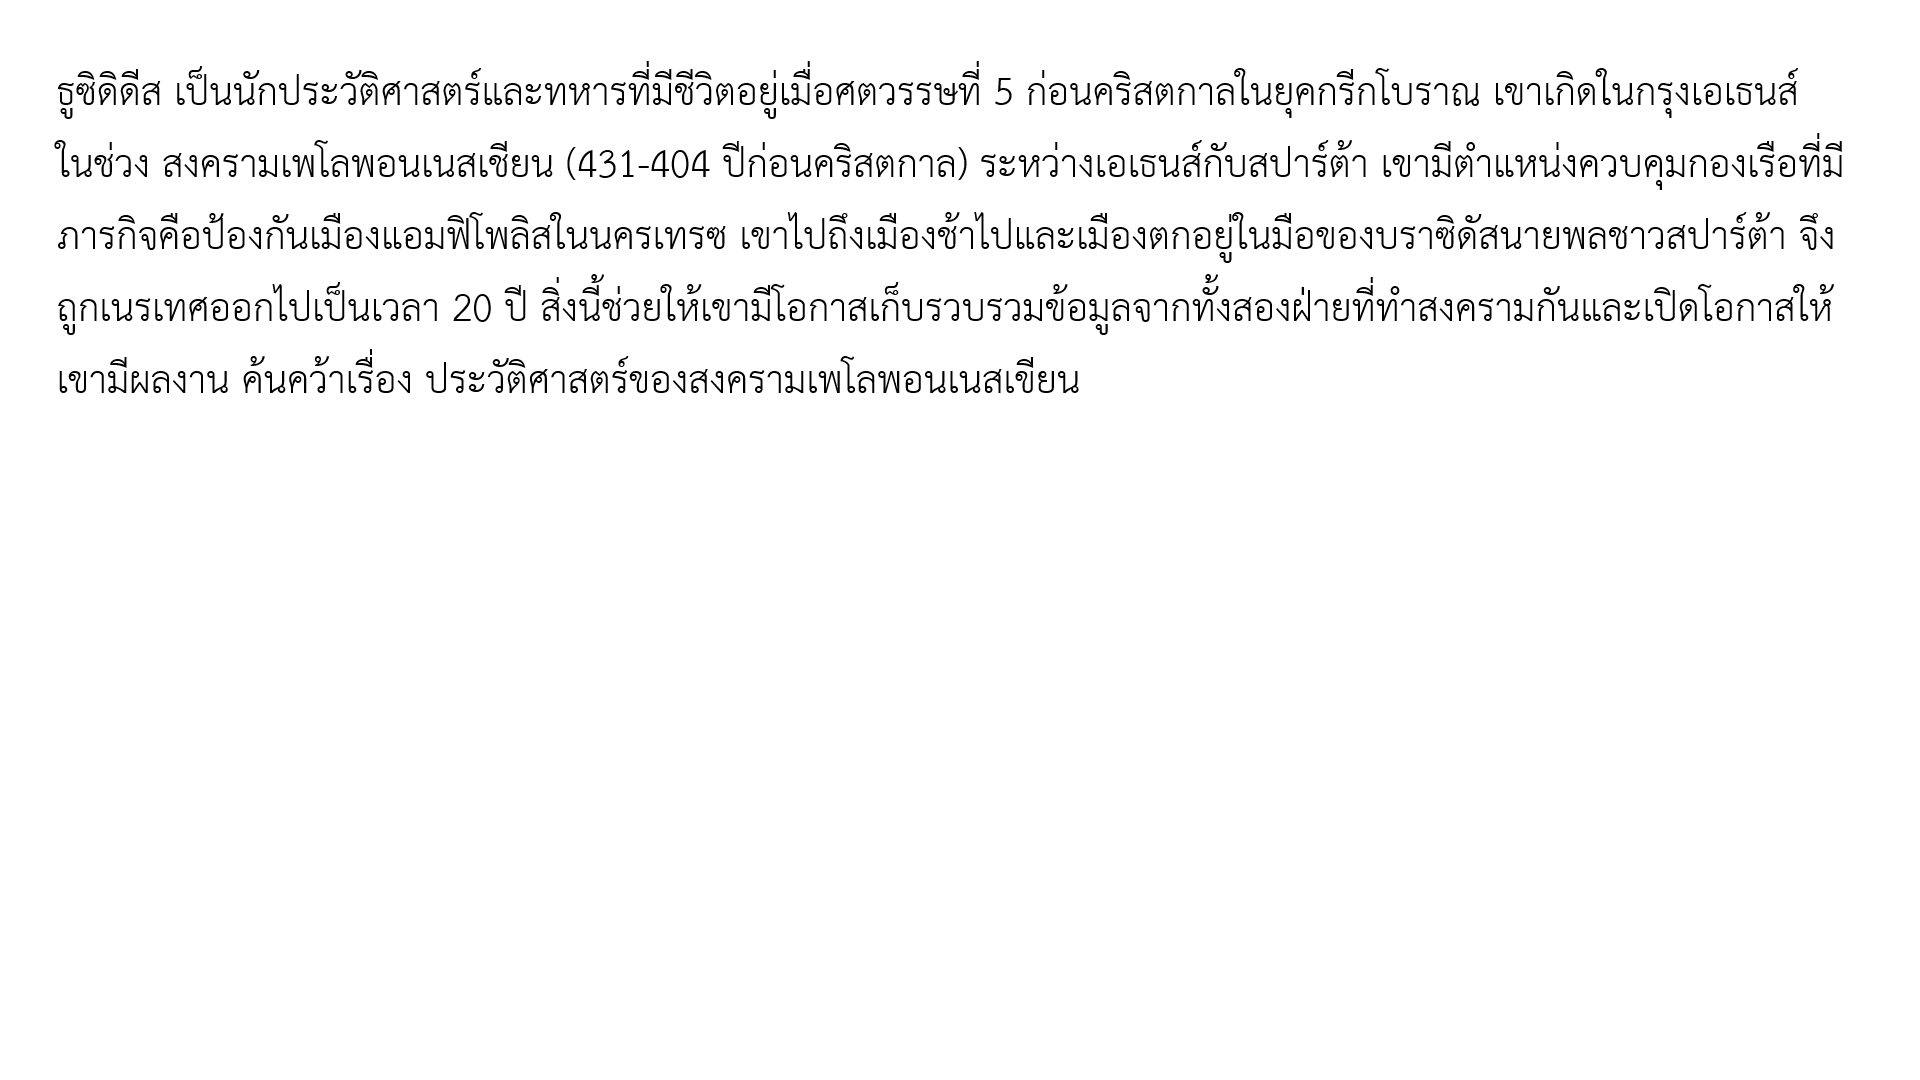 ธูซิดิดีส เป็นนักประวัติศาสตร์และทหารที่มีชีวิตอยู่เมื่อศตวรรษที่ 5 ก่อนคริสตกาลในยุคกรีกโบราณ เขาเกิดในกรุงเอเธนส์
ในช่วง สงครามเพโลพอนเนสเซียน (431-404 ปีก่อนคริสตกาล) ระหว่างเอเธนส์กับสปาร์ต้า เขามีตำแหน่งควบคุมกองเรือที่มี
ภารกิจคือป้องกันเมืองแอมฟิโพลิสในนครเทรซ เขาไปถึงเมืองช้าไปและเมืองตกอยู่ในมือของบราซิดัสนายพลชาวสปาร์ต้า จึง
ถูกเนรเทศออกไปเป็นเวลา 20 ปี สิ่งนี้ช่วยให้เขามีโอกาสเก็บรวบรวมข้อมูลจากทั้งสองฝ่ายที่ทำสงครามกันและเปิดโอกาสให้
เขามีผลงาน ค้นคว้าเรื่อง ประวัติศาสตร์ของสงครามเพโลพอนเนสเขียน